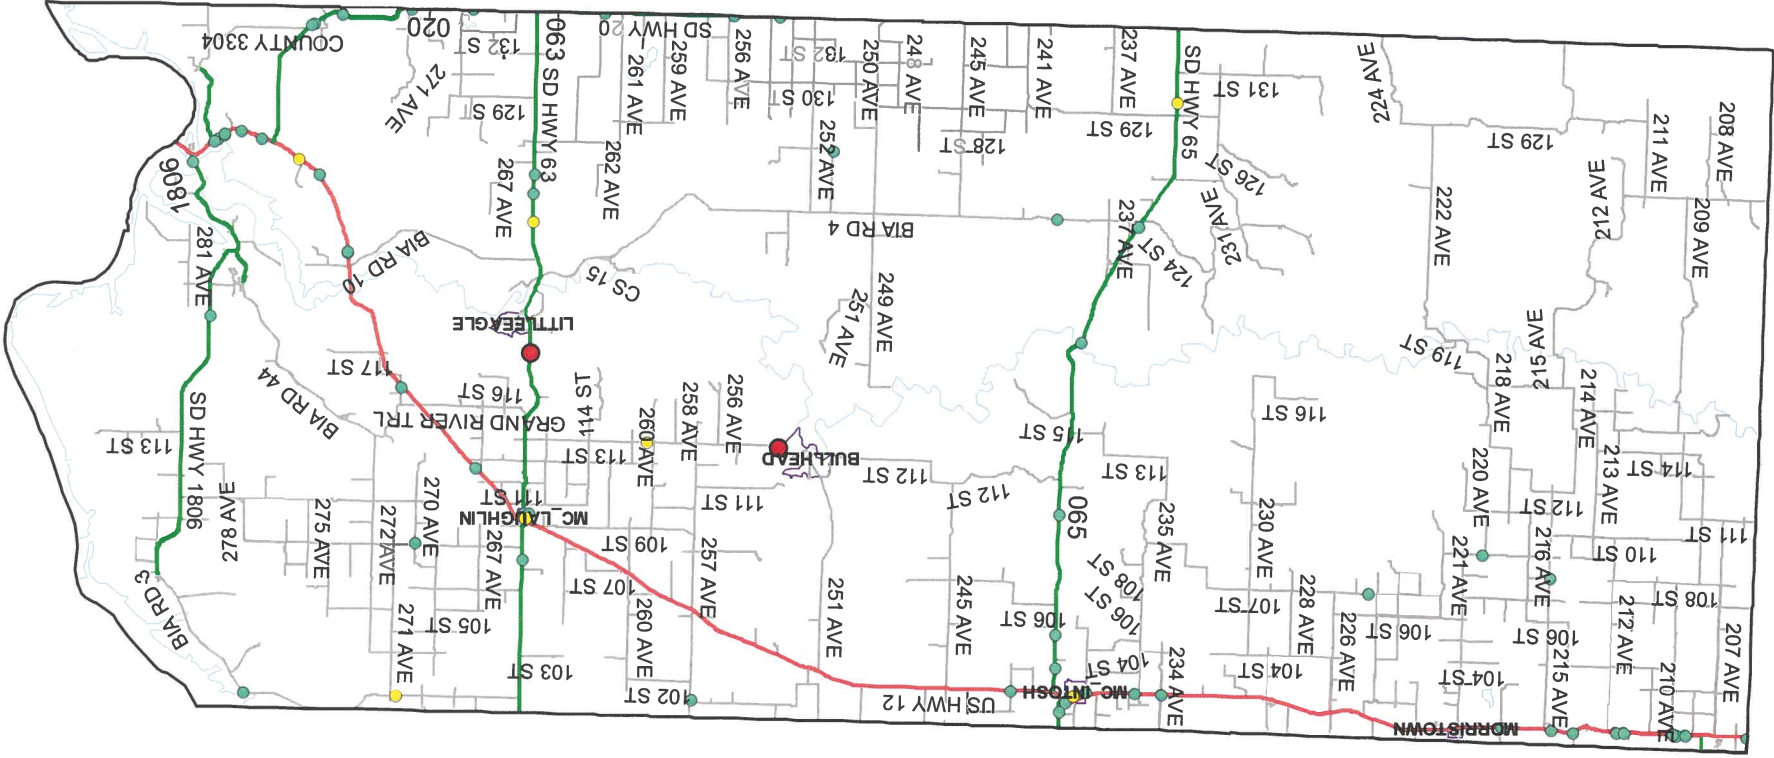 COUNTY 3304
020
132 ST
063
SD HWY 63
SD HWY 20
271 AVE
129 ST
261 AVE
259 AVE
256 AVE
132 ST
130 ST
250 AVE
248 AVE
245 AVE
241 AVE
237 AVE
SD HWY 65
131 ST
224 AVE
129 ST
129 ST
211 AVE
208 AVE
128 ST
252 AVE
262 AVE
267 AVE
126 ST
231 AVE
1806
281 AVE
BIA RD 10
BIA RD 4
237 AVE
124 ST
222 AVE
212 AVE
209 AVE
CS 15
249 AVE
251 AVE
LITTLEEAGLE
117 ST
116 ST
BIA RD 44
GRAND RIVER TRL
114 ST
260 AVE
258 AVE
256 AVE
113 ST
113 ST
BULLHEAD
119 ST
215 AVE
218 AVE
214 AVE
116 ST
115 ST
113 ST
112 ST
112 ST
114 ST
213 AVE
220 AVE
SD HWY 1806
278 AVE
275 AVE
272 AVE
270 AVE
111 ST
MC_LAUGHLIN
111 ST
109 ST
065
235 AVE
230 AVE
112 ST
111 ST
110 ST
216 AVE
221 AVE
BIA RD 3
271 AVE
105 ST
267 AVE
107 ST
257 AVE
260 AVE
251 AVE
245 AVE
106 ST
108 ST
106 ST
107 ST
228 AVE
226 AVE
106 ST
106 ST
108 ST
212 AVE
207 AVE
103 ST
102 ST
US HWY 12
MC_INTOSH
104 ST
234 AVE
104 ST
104 ST
215 AVE
210 AVE
MORRISTOWN